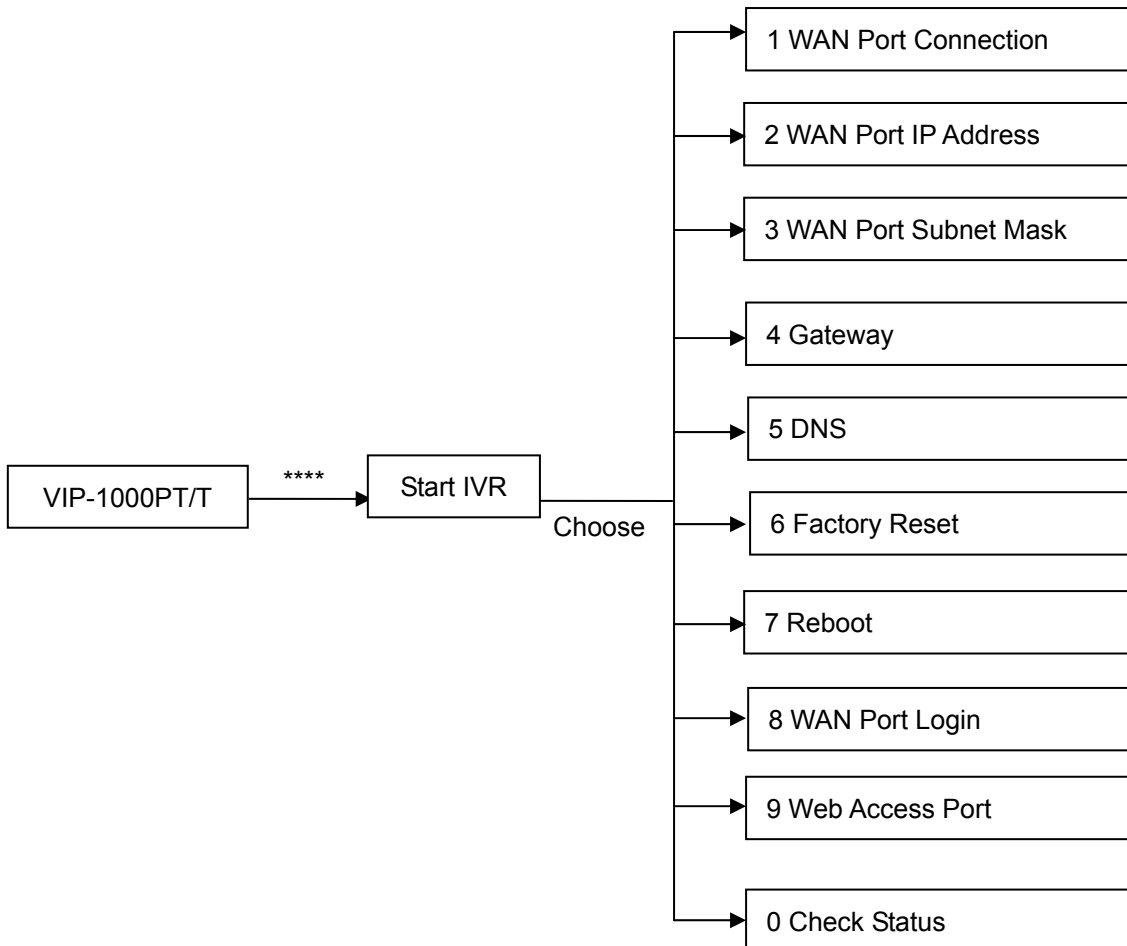 1 WAN Port Connection
2 WAN Port IP Address
3 WAN Port Subnet Mask
4 Gateway
5 DNS
VIP-1000PT/T
****
Start IVR
Choose
6 Factory Reset
7 Reboot
8 WAN Port Login
9 Web Access Port
0 Check Status